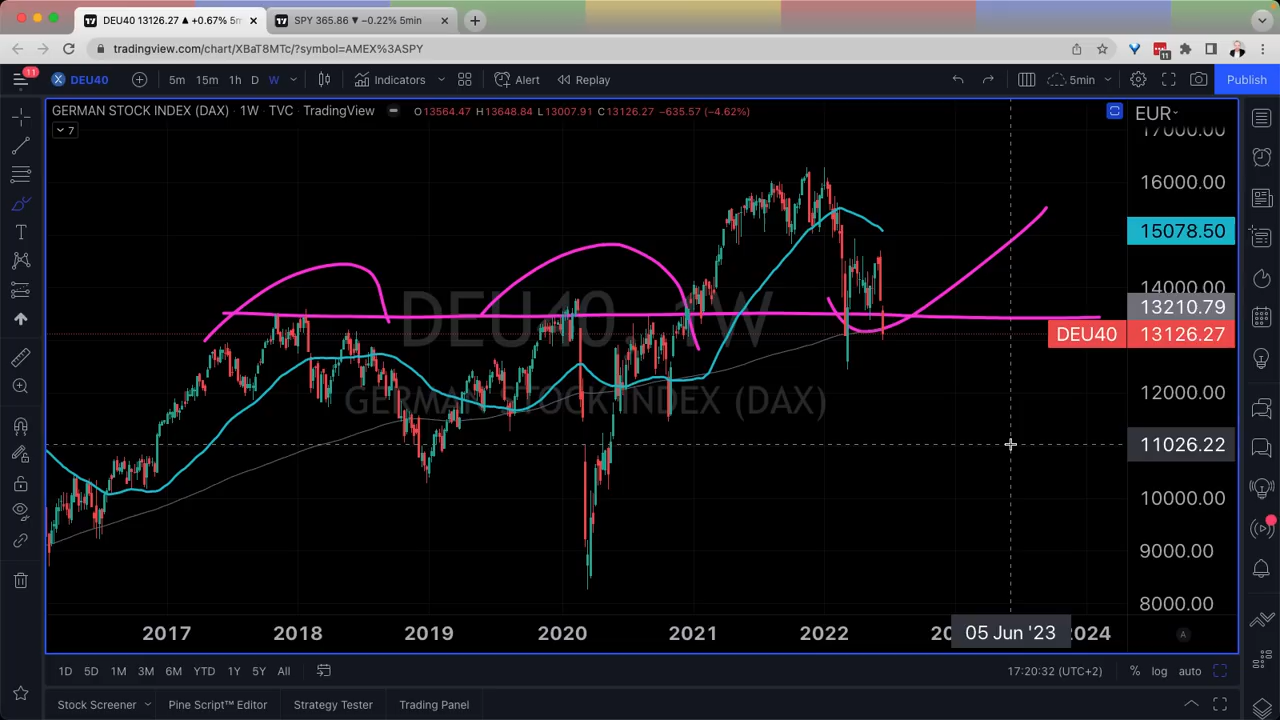 DEU40 13126.27 ▲ +0.67% 5m
SPY 365.86 ▼ −0.22% 5min
tradingview.com/chart/XBaT8MTc/?symbol=AMEX%3ASPY
11
11
X DEU40 5m 15m 1h D W Indicators Alert Replay 5min Publish
GERMAN STOCK INDEX (DAX) · 1W · TVC · TradingView O13564.47 H13648.84 L13007.91 C13126.27 −635.57 (−4.62%)
EUR
7
17000.00
16000.00
15078.50
14000.00
13210.79
DEU40 13126.27
12000.00
11026.22
10000.00
9000.00
8000.00
DEU40, 1W
GERMAN STOCK INDEX (DAX)
2017 2018 2019 2020 2021 2022 05 Jun '23 2024
A
1D 5D 1M 3M 6M YTD 1Y 5Y All 17:20:32 (UTC+2) % log auto
Stock Screener Pine Script™ Editor Strategy Tester Trading Panel